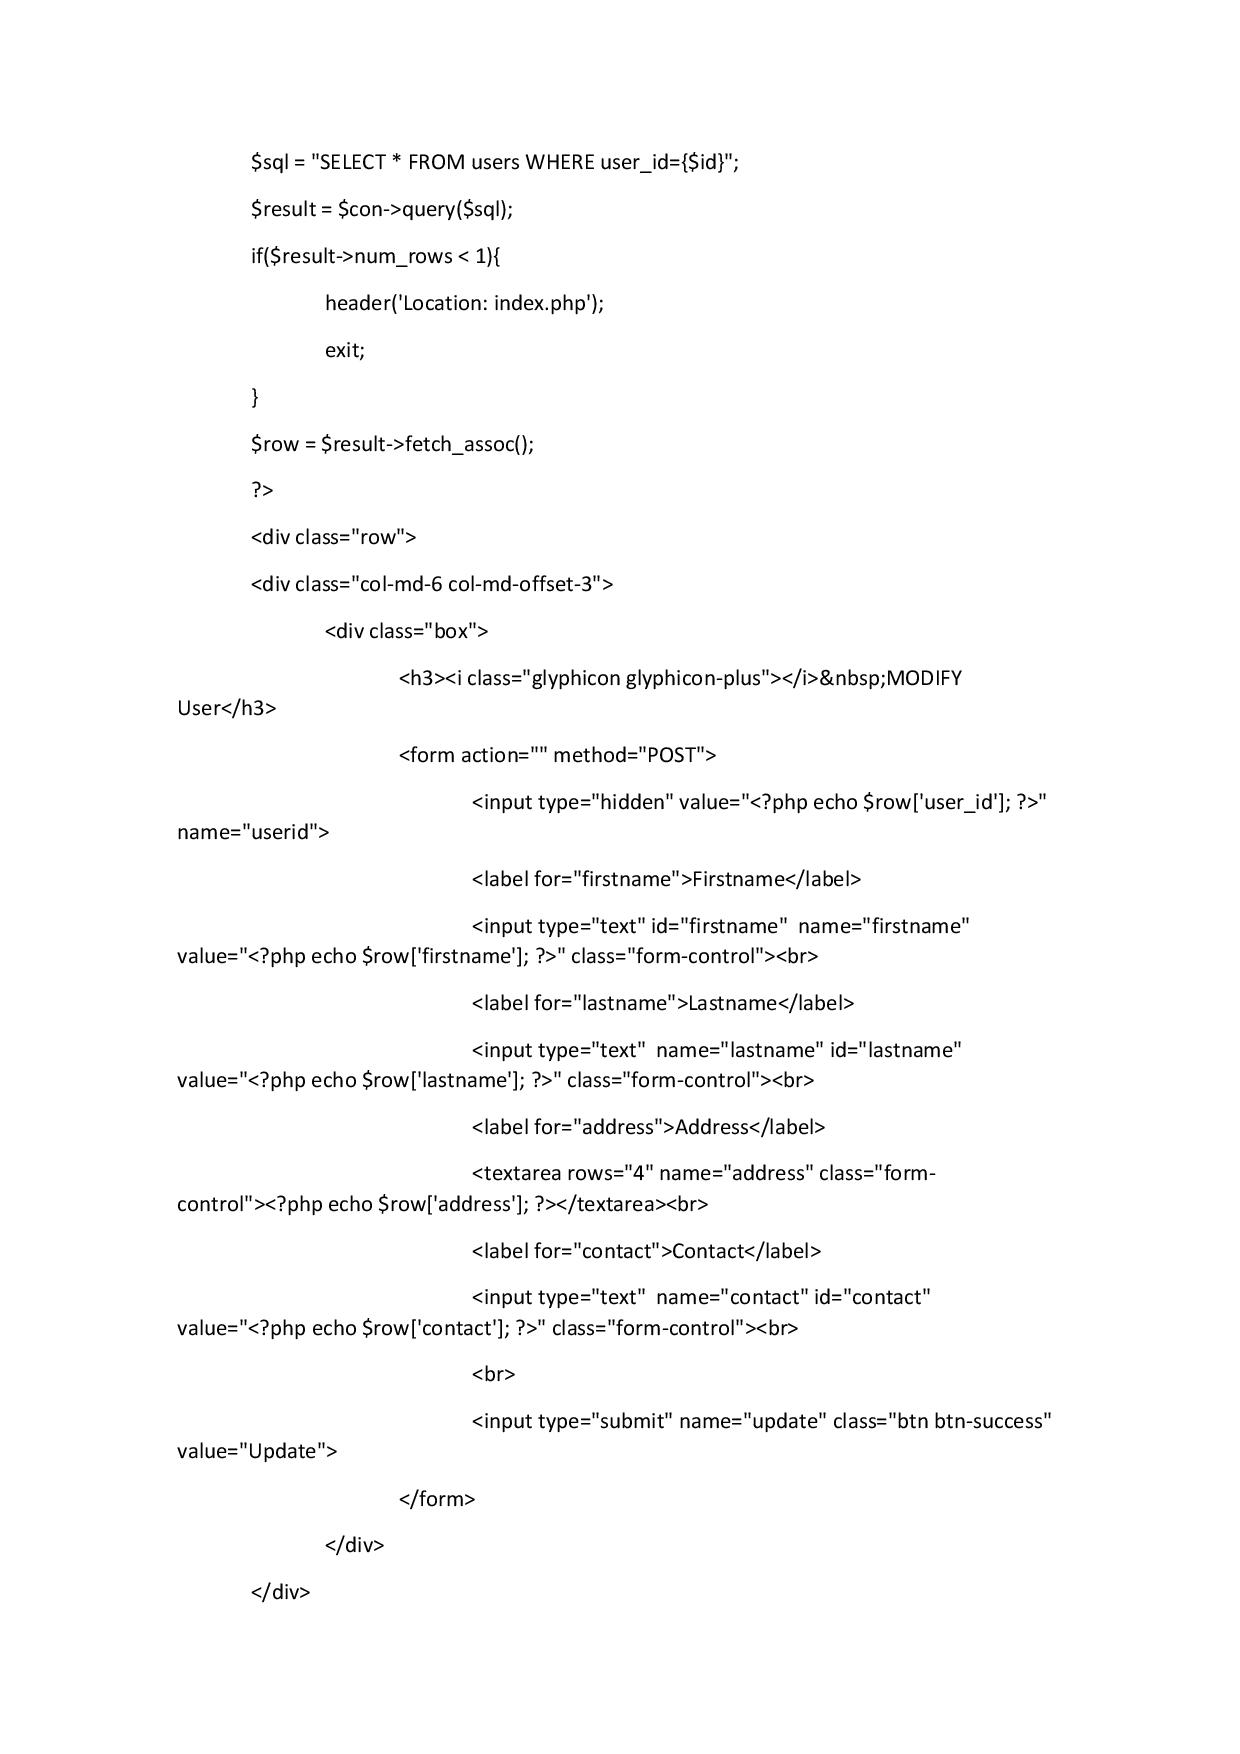 $sql = "SELECT * FROM users WHERE user_id={$id}";
$result = $con->query($sql);
if($result->num_rows < 1){
header('Location: index.php');
exit;
}
$row = $result->fetch_assoc();
?>
<div class="row">
<div class="col-md-6 col-md-offset-3">
<div class="box">
<h3><i class="glyphicon glyphicon-plus"></i>&nbsp;MODIFY
User</h3>
<form action="" method="POST">
<input type="hidden" value="<?php echo $row['user_id']; ?>"
name="userid">
<label for="firstname">Firstname</label>
<input type="text" id="firstname"  name="firstname"
value="<?php echo $row['firstname']; ?>" class="form-control"><br>
<label for="lastname">Lastname</label>
<input type="text"  name="lastname" id="lastname"
value="<?php echo $row['lastname']; ?>" class="form-control"><br>
<label for="address">Address</label>
<textarea rows="4" name="address" class="form-
control"><?php echo $row['address']; ?></textarea><br>
<label for="contact">Contact</label>
<input type="text"  name="contact" id="contact"
value="<?php echo $row['contact']; ?>" class="form-control"><br>
<br>
<input type="submit" name="update" class="btn btn-success"
value="Update">
</form>
</div>
</div>